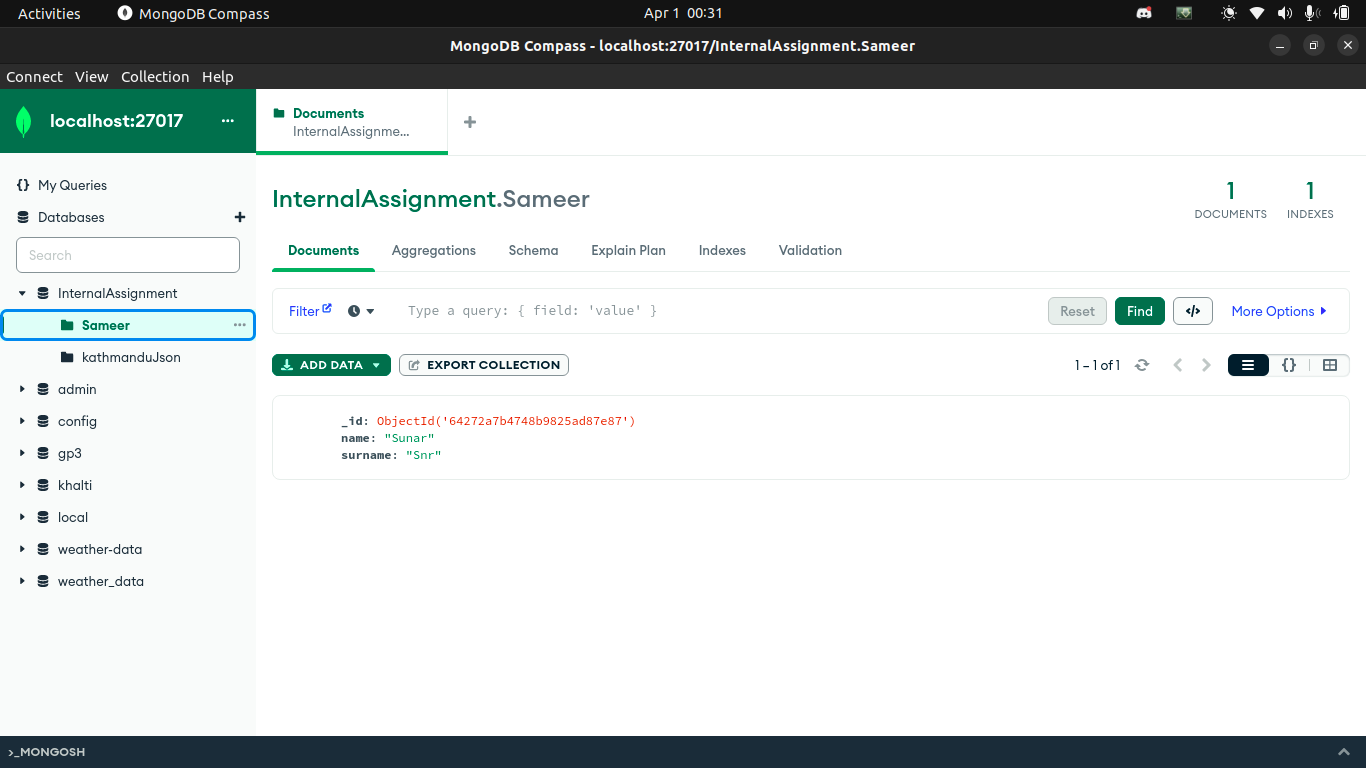 Activities MongoDB Compass Apr 1 00:31
MongoDB Compass - localhost:27017/InternalAssignment.Sameer
Connect View Collection Help
localhost:27017 ...
My Queries
Databases
Search
InternalAssignment
Sameer
kathmanduJson
admin
config
gp3
khalti
local
weather-data
weather_data
Documents
InternalAssignme...
InternalAssignment.Sameer
1 DOCUMENTS
1 INDEXES
Documents Aggregations Schema Explain Plan Indexes Validation
Filter Type a query: { field: 'value' } Reset Find </> More Options
ADD DATA EXPORT COLLECTION 1 – 1 of 1 {}
_id: ObjectId('64272a7b4748b9825ad87e87')
name: "Sunar"
surname: "Snr"
>_MONGOSH